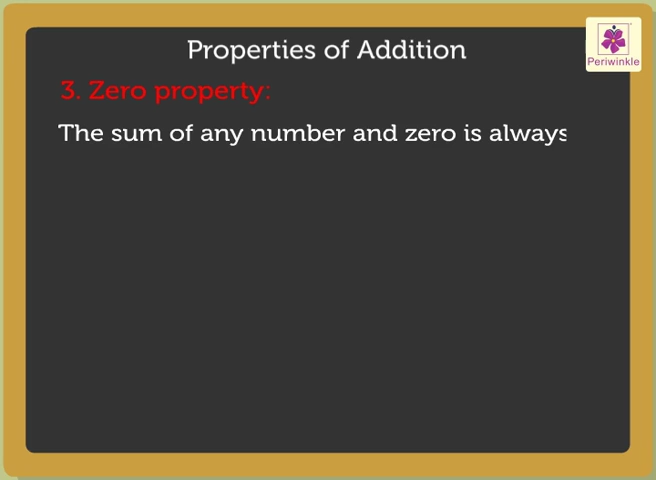 Properties of Addition
Periwinkle
3. Zero property:
The sum of any number and zero is always